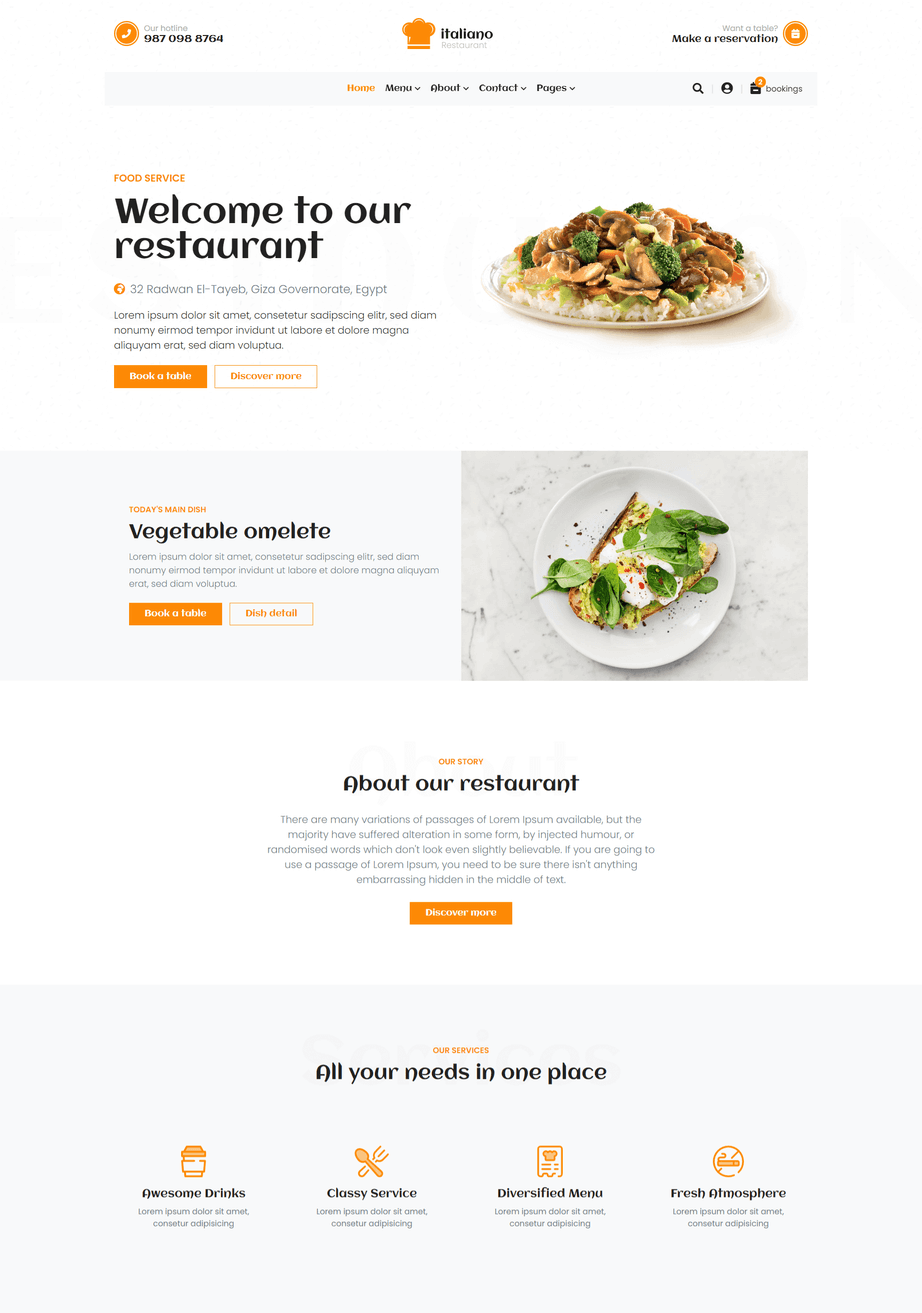 Our hotline
987 098 8764
italiano
Restaurant
Want a table?
Make a reservation
Home Menu About Contact Pages
2
bookings
FOOD SERVICE
Welcome to our
restaurant
32 Radwan El-Tayeb, Giza Governorate, Egypt
Lorem ipsum dolor sit amet, consetetur sadipscing elitr, sed diam
nonumy eirmod tempor invidunt ut labore et dolore magna
aliquyam erat, sed diam voluptua.
Book a table Discover more
TODAY'S MAIN DISH
Vegetable omelete
Lorem ipsum dolor sit amet, consetetur sadipscing elitr, sed diam
nonumy eirmod tempor invidunt ut labore et dolore magna aliquyam
erat, sed diam voluptua.
Book a table Dish detail
About
OUR STORY
About our restaurant
There are many variations of passages of Lorem Ipsum available, but the
majority have suffered alteration in some form, by injected humour, or
randomised words which don't look even slightly believable. If you are going to
use a passage of Lorem Ipsum, you need to be sure there isn't anything
embarrassing hidden in the middle of text.
Discover more
Services
OUR SERVICES
All your needs in one place
Awesome Drinks
Lorem ipsum dolor sit amet,
consetur adipisicing
Classy Service
Lorem ipsum dolor sit amet,
consetur adipisicing
Diversified Menu
Lorem ipsum dolor sit amet,
consetur adipisicing
Fresh Atmosphere
Lorem ipsum dolor sit amet,
consetur adipisicing